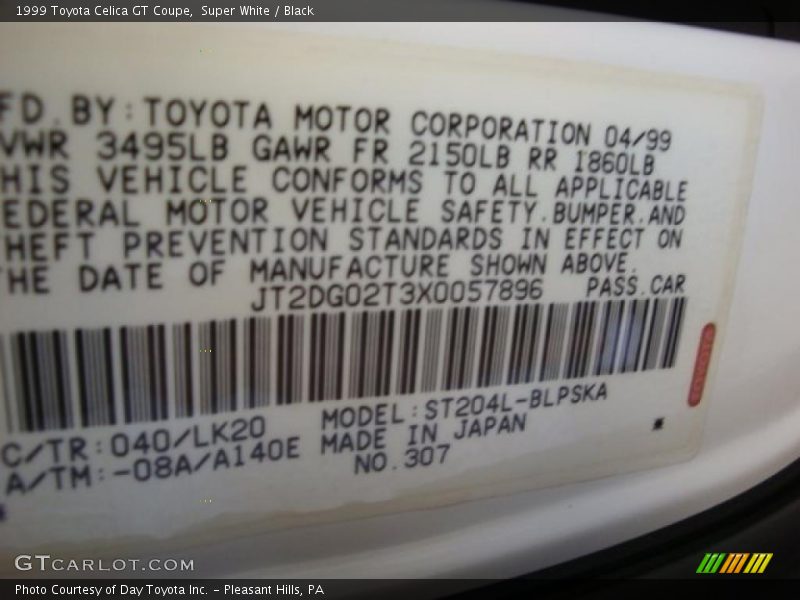 1999 Toyota Celica GT Coupe, Super White / Black
FD.BY:TOYOTA MOTOR CORPORATION 04/99
VWR 3495LB GAWR FR 2150LB RR 1860LB
HIS VEHICLE CONFORMS TO ALL APPLICABLE
EDERAL MOTOR VEHICLE SAFETY.BUMPER.AND
HEFT PREVENTION STANDARDS IN EFFECT ON
HE DATE OF MANUFACTURE SHOWN ABOVE.
JT2DG02T3X0057896 PASS.CAR
TOYOTA
C/TR:040/LK20 MODEL:ST204L-BLPSKA
A/TM:-08A/A140E MADE IN JAPAN
NO.307
GTCARLOT.COM
Photo Courtesy of Day Toyota Inc. - Pleasant Hills, PA